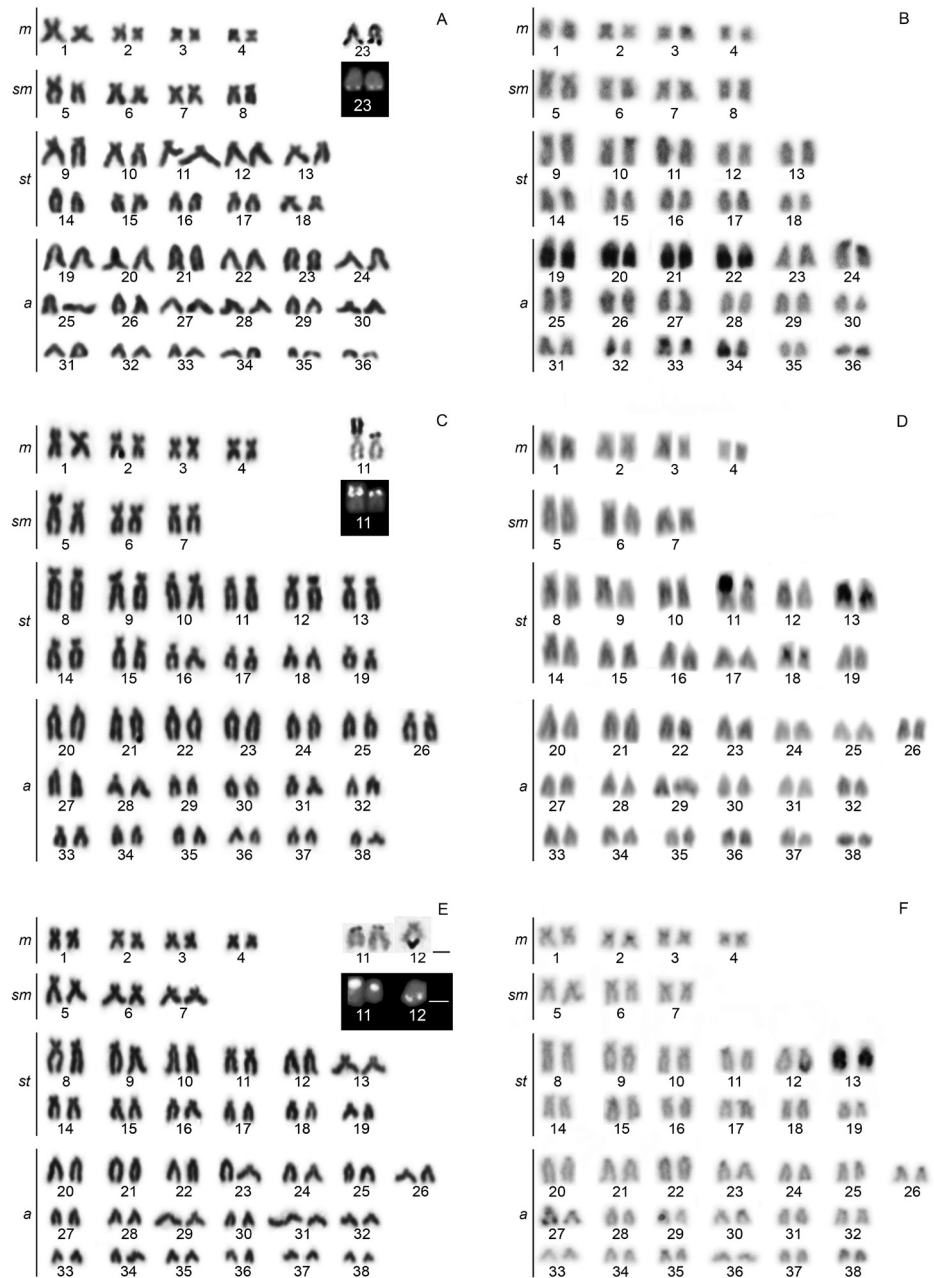 A
m
1 2 3 4 23
sm
5 6 7 8 23
st
9 10 11 12 13
14 15 16 17 18
19 20 21 22 23 24
a
25 26 27 28 29 30
31 32 33 34 35 36
B
m
1 2 3 4
sm
5 6 7 8
st
9 10 11 12 13
14 15 16 17 18
19 20 21 22 23 24
a
25 26 27 28 29 30
31 32 33 34 35 36
C
m
1 2 3 4 11
sm
5 6 7 11
st
8 9 10 11 12 13
14 15 16 17 18 19
20 21 22 23 24 25 26
a
27 28 29 30 31 32
33 34 35 36 37 38
D
m
1 2 3 4
sm
5 6 7
st
8 9 10 11 12 13
14 15 16 17 18 19
20 21 22 23 24 25 26
a
27 28 29 30 31 32
33 34 35 36 37 38
E
m
1 2 3 4 11 12
sm
5 6 7 11 12
st
8 9 10 11 12 13
14 15 16 17 18 19
20 21 22 23 24 25 26
a
27 28 29 30 31 32
33 34 35 36 37 38
F
m
1 2 3 4
sm
5 6 7
st
8 9 10 11 12 13
14 15 16 17 18 19
20 21 22 23 24 25 26
a
27 28 29 30 31 32
33 34 35 36 37 38